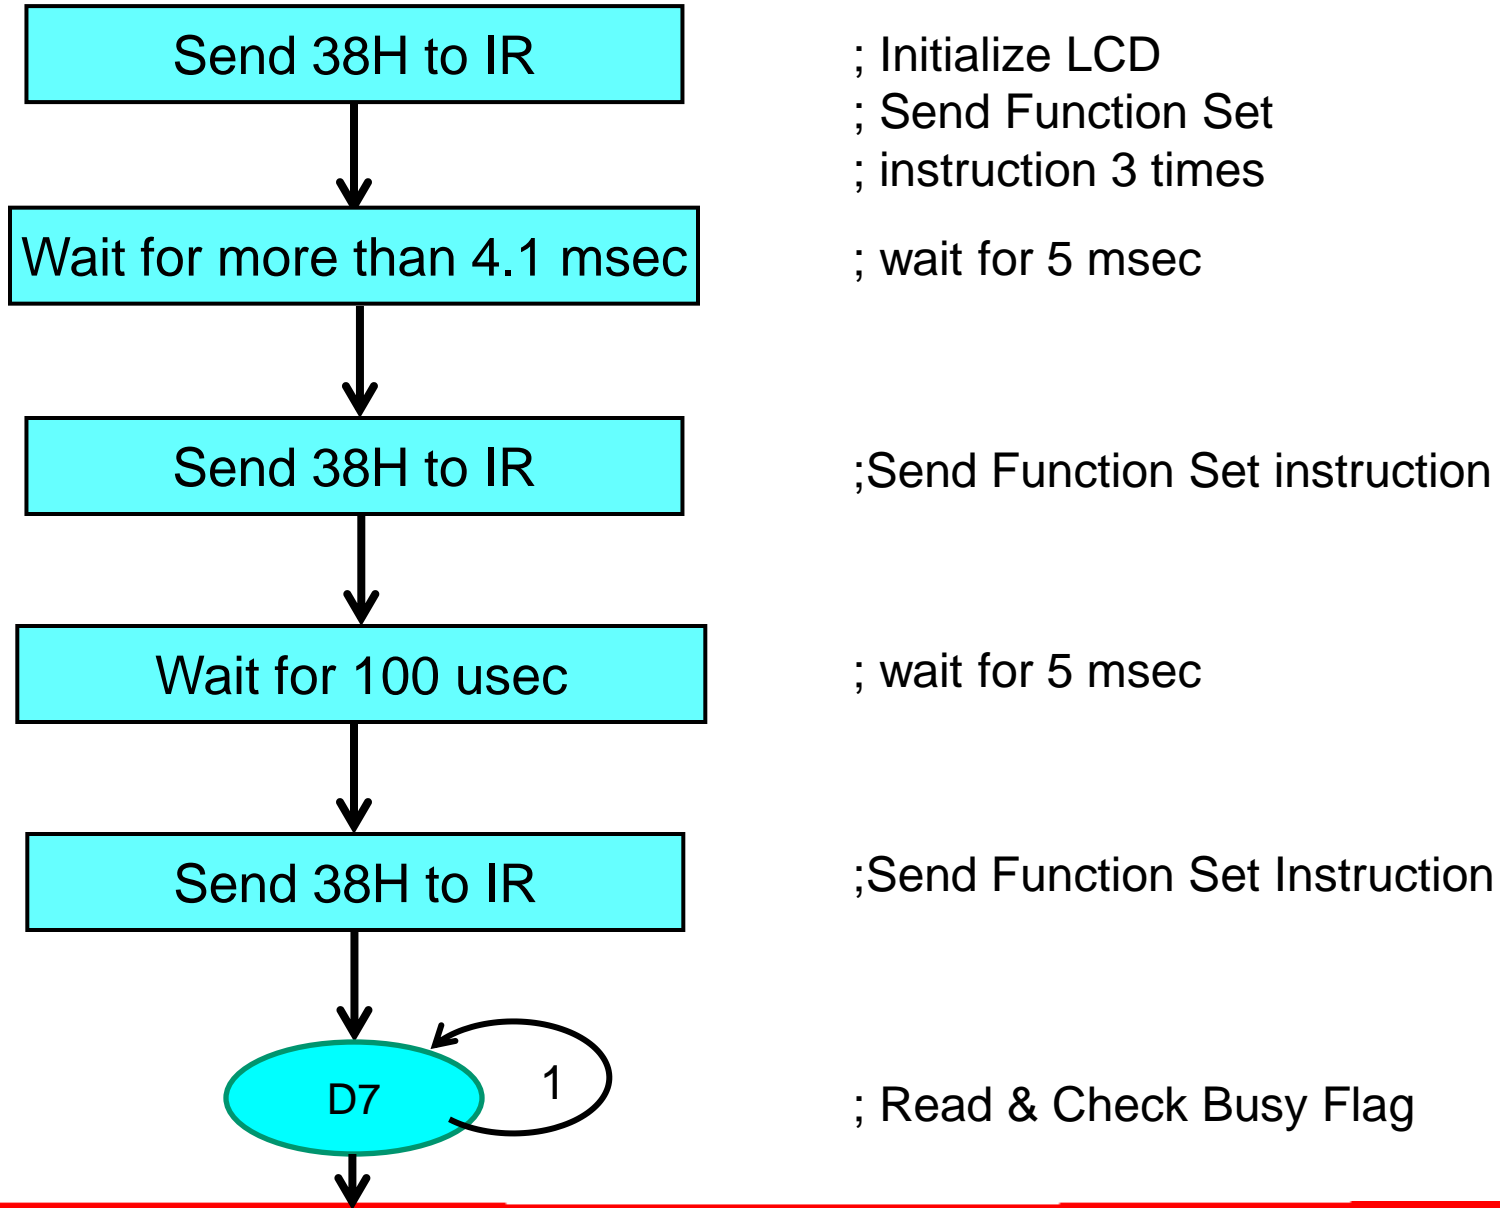 Send 38H to IR
; Initialize LCD
; Send Function Set
; instruction 3 times
Wait for more than 4.1 msec
; wait for 5 msec
Send 38H to IR
;Send Function Set instruction
Wait for 100 usec
; wait for 5 msec
Send 38H to IR
;Send Function Set Instruction
D7
1
; Read & Check Busy Flag